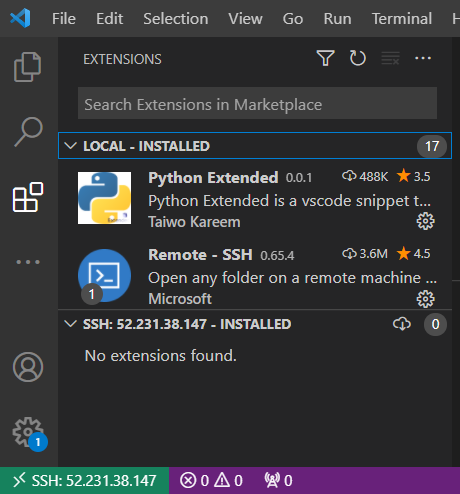 File Edit Selection View Go Run Terminal H
EXTENSIONS
Search Extensions in Marketplace
LOCAL - INSTALLED 17
Python Extended 0.0.1 488K 3.5
Python Extended is a vscode snippet t...
Taiwo Kareem
Remote - SSH 0.65.4 3.6M 4.5
Open any folder on a remote machine ...
1 Microsoft
SSH: 52.231.38.147 - INSTALLED 0
No extensions found.
1
SSH: 52.231.38.147 0 0 0